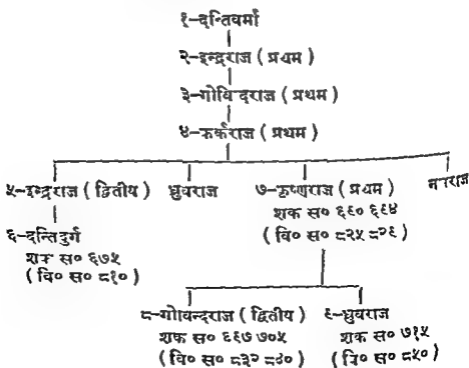 १-दन्तिवर्मा
२-इन्द्रराज ( प्रथम )
३-गोविदराज ( प्रथम )
४-कर्कराज ( प्रथम )
५-इन्द्रराज ( द्वितीय ) ध्रुवराज ७-कृष्णराज ( प्रथम ) नन्नराज
शक स० ६९० ६९४
६-दन्तिदुर्ग ( वि० स० ८२५ ८२९ )
शक स० ६७५
( वि० स० ८१० )
८-गोविन्दराज ( द्वितीय ) ९-ध्रुवराज
शक स० ६९७ ७०५ शक स० ७१५
( वि० स० ८३२ ८४० ) ( वि० स० ८५० )